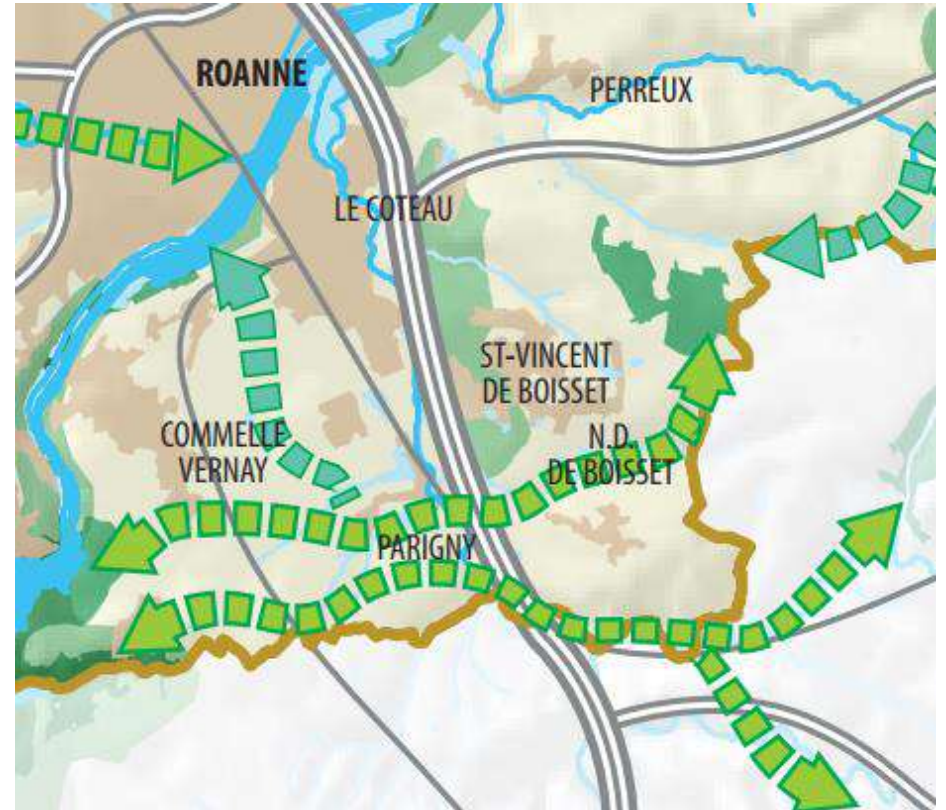 ROANNE
PERREUX
LE COTEAU
ST-VINCENT
DE BOISSET
COMMELLE
VERNAY
N.D.
DE BOISSET
PARIGNY